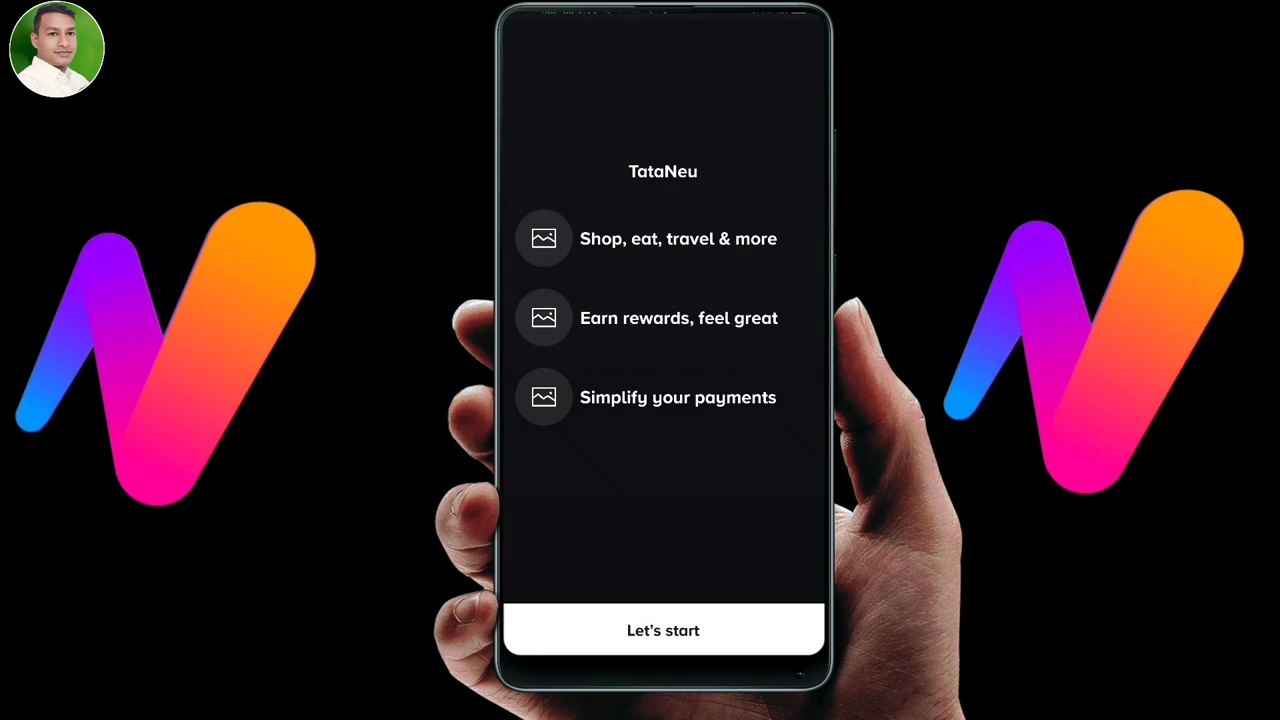 TataNeu
Shop, eat, travel & more
Earn rewards, feel great
Simplify your payments
Let's start